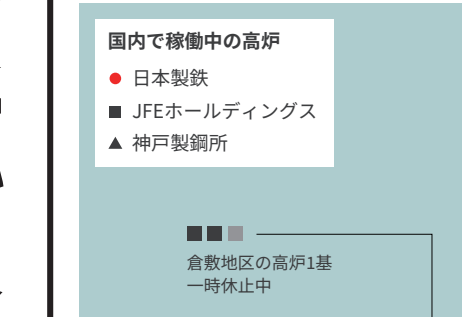 国内で稼働中の高炉
日本製鉄
JFEホールディングス
神戸製鋼所
倉敷地区の高炉1基
一時休止中